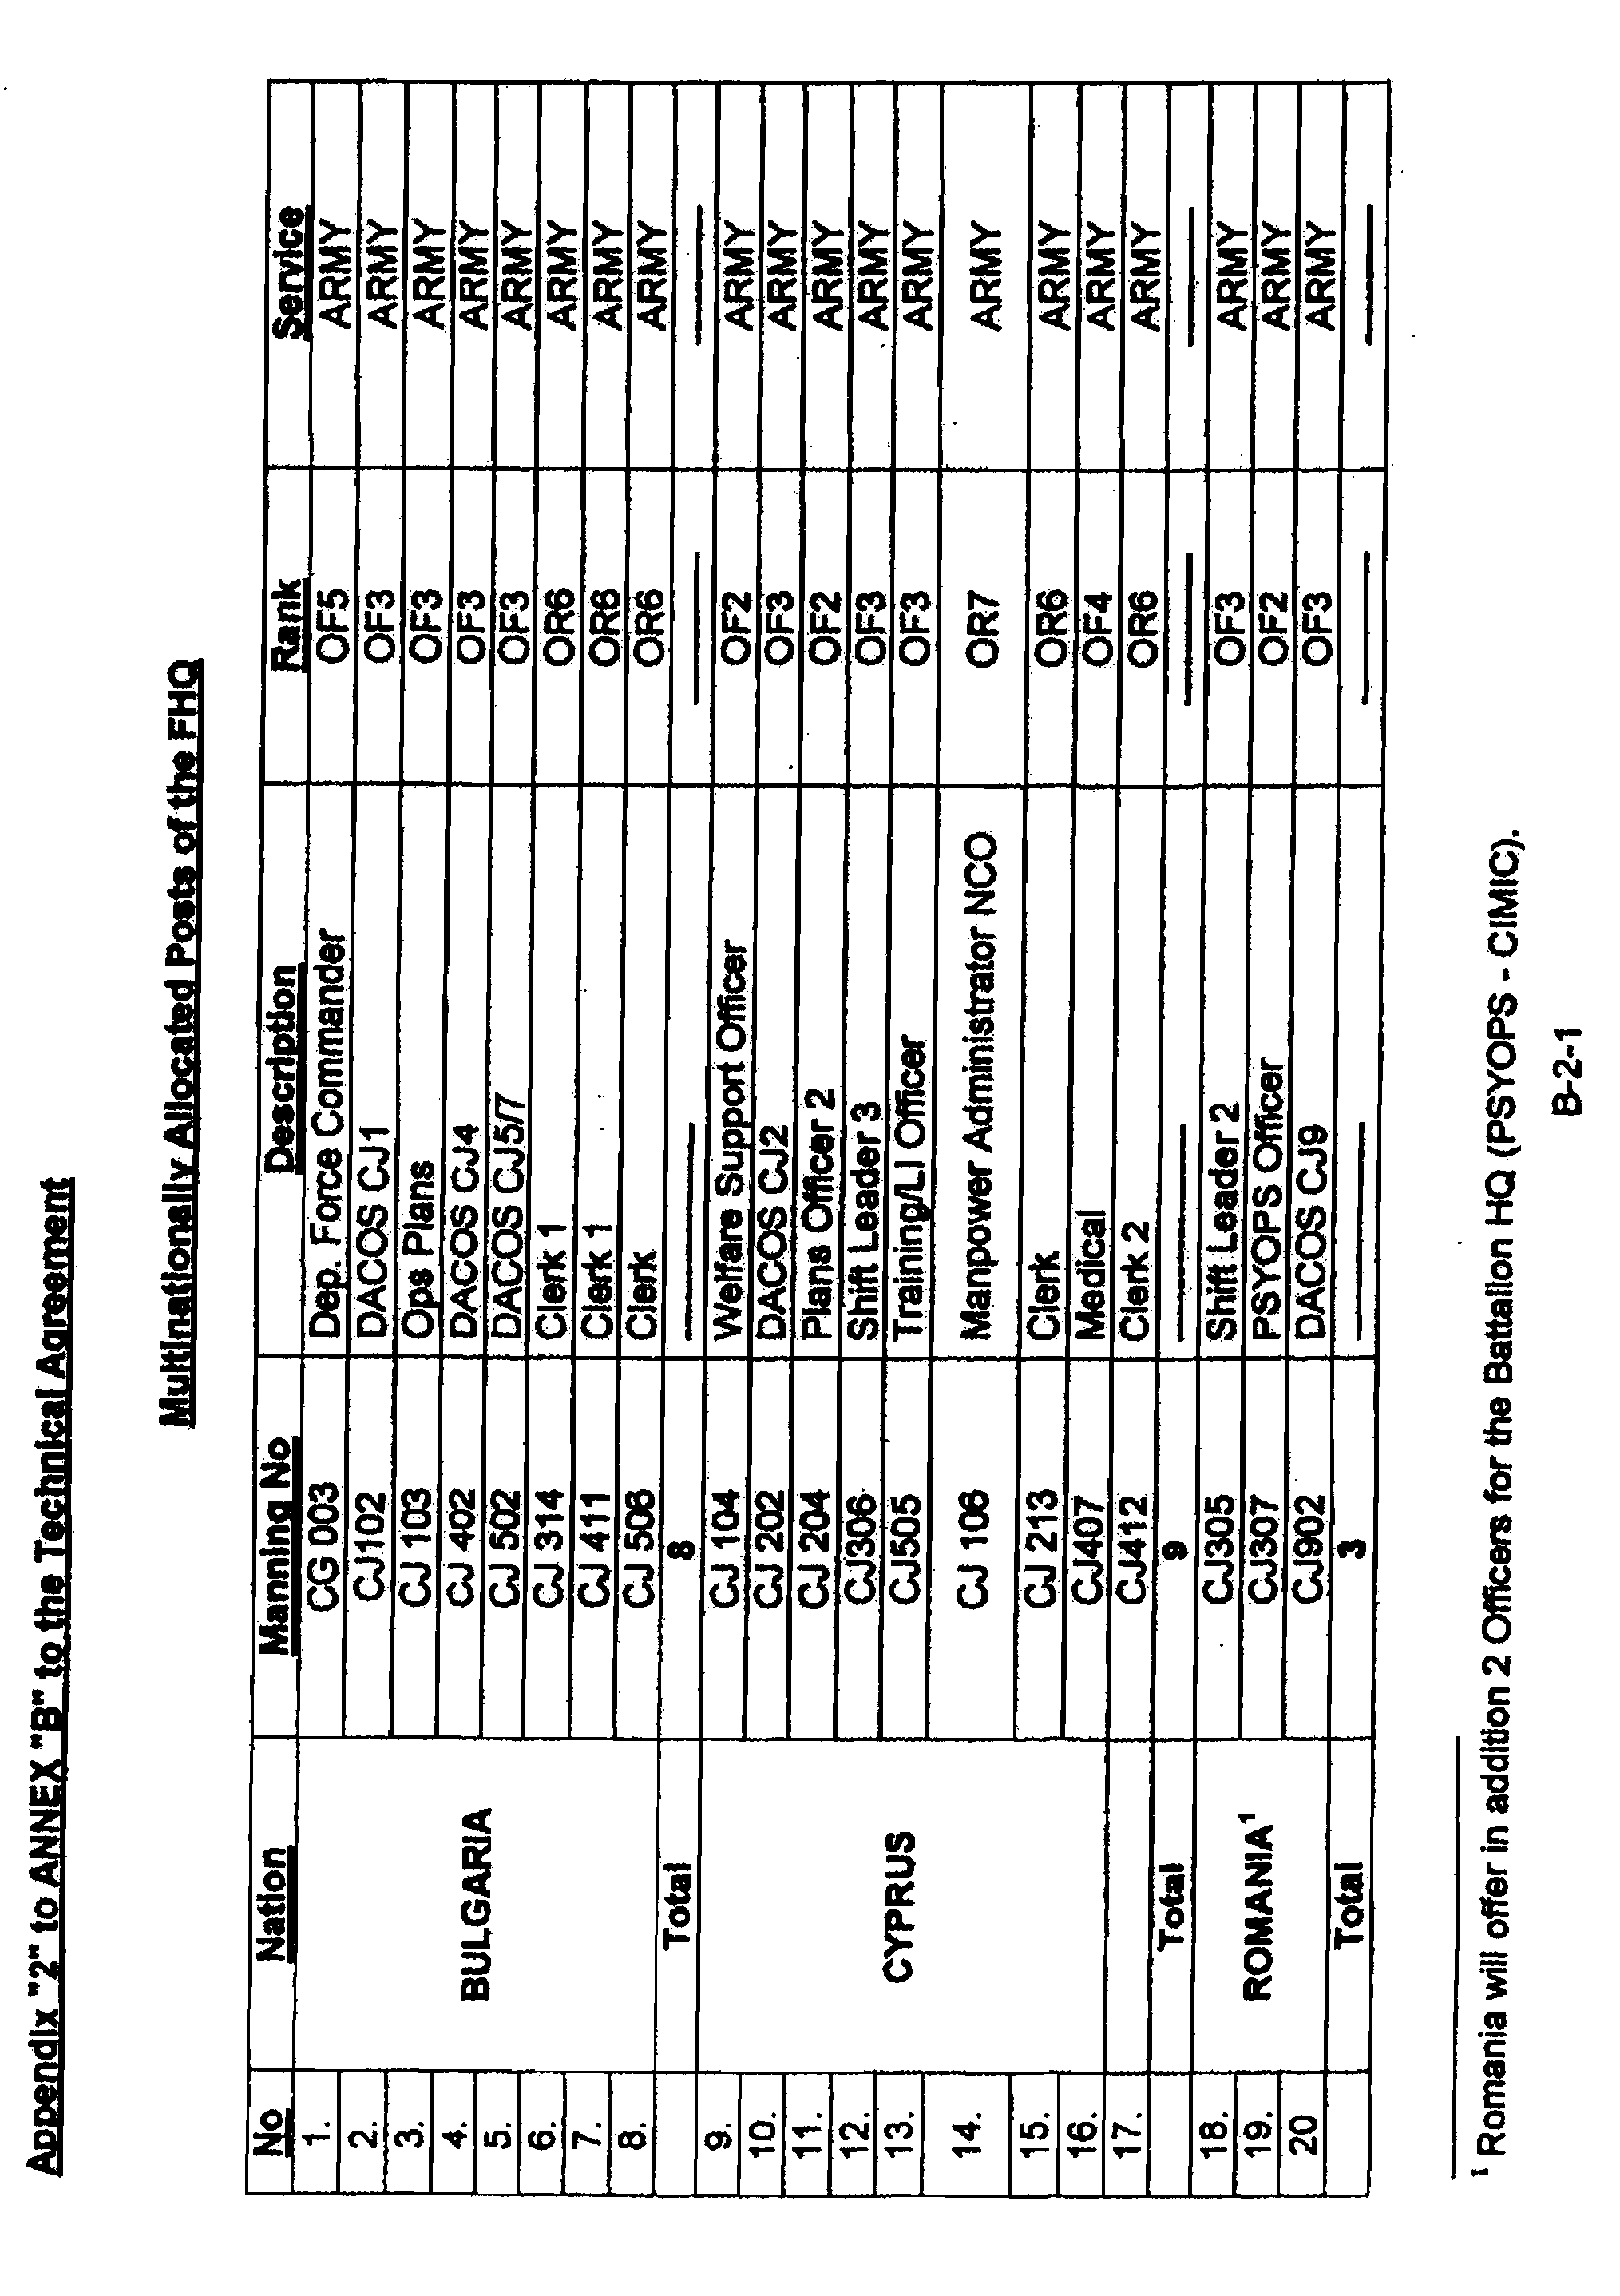 Appendix "2" to ANNEX "B" to the Technical Agreement
Multinationally Allocated Posts of the FHQ
No Nation Manning No Description Rank Service
1. CG 003 Dep. Force Commander OF5 ARMY
2. CJ102 DACOS CJ1 OF3 ARMY
3. CJ 103 Ops Plans OF3 ARMY
4. CJ 402 DACOS CJ4 OF3 ARMY
5. BULGARIA CJ 502 DACOS CJ5/7 OF3 ARMY
6. CJ 314 Clerk 1 OR6 ARMY
7. CJ 411 Clerk 1 OR6 ARMY
8. CJ 506 Clerk OR6 ARMY
Total 8
9. CJ 104 Welfare Support Officer OF2 ARMY
10. CJ 202 DACOS CJ2 OF3 ARMY
11. CJ 204 Plans Officer 2 OF2 ARMY
12. CJ306 Shift Leader 3 OF3 ARMY
13. CYPRUS CJ505 Training/LI Officer OF3 ARMY
14. CJ 106 Manpower Administrator NCO OR7 ARMY
15. CJ 213 Clerk OR6 ARMY
16. CJ407 Medical OF4 ARMY
17. CJ412 Clerk 2 OR6 ARMY
Total 9
18. CJ305 Shift Leader 2 OF3 ARMY
19. ROMANIA¹ CJ307 PSYOPS Officer OF2 ARMY
20 CJ902 DACOS CJ9 OF3 ARMY
Total 3
¹ Romania will offer in addition 2 Officers for the Battalion HQ (PSYOPS - CIMIC).
B-2-1